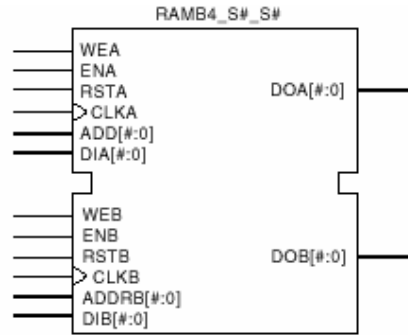 RAMB4_S#_S#
WEA
ENA
RSTA
CLKA
ADD[#:0]
DIA[#:0]
DOA[#:0]
WEB
ENB
RSTB
CLKB
ADDRB[#:0]
DIB[#:0]
DOB[#:0]